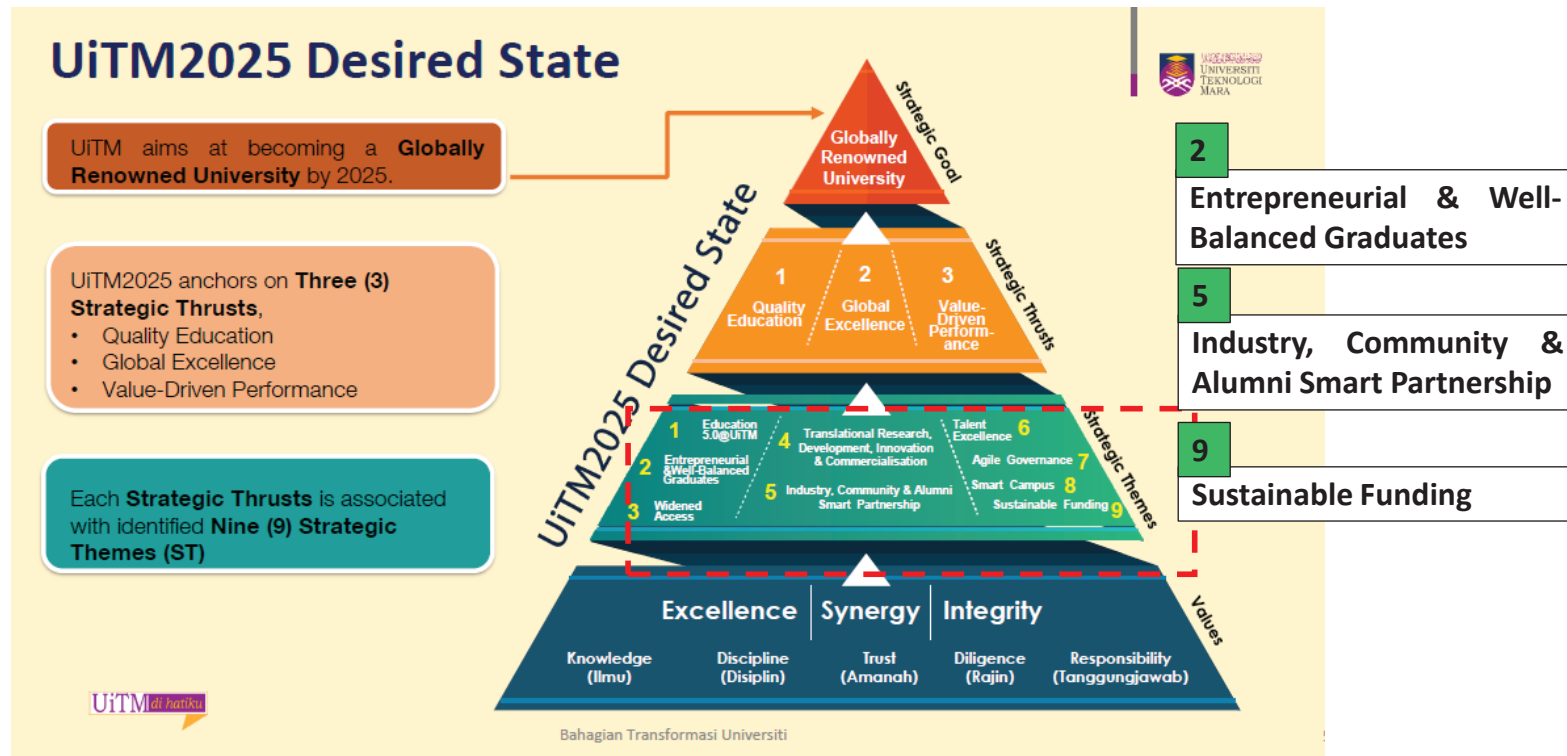 UiTM2025 Desired State
UNIVERSITI
TEKNOLOGI
MARA
UiTM aims at becoming a Globally
Renowned University by 2025.
UiTM2025 anchors on Three (3)
Strategic Thrusts,
• Quality Education
• Global Excellence
• Value-Driven Performance
Each Strategic Thrusts is associated
with identified Nine (9) Strategic
Themes (ST)
UiTM2025 Desired State
Globally
Renowned
University
Strategic Goal
1
Quality
Education
2
Global
Excellence
3
Value-
Driven
Perform-
ance
Strategic Thrusts
1 Education
5.0@UiTM
2 Entrepreneurial
&Well-Balanced
Graduates
3 Widened
Access
4 Translational Research,
Development, Innovation
& Commercialisation
5 Industry, Community & Alumni
Smart Partnership
Talent
Excellence 6
Agile Governance 7
Smart Campus 8
Sustainable Funding 9
Strategic Themes
Excellence Synergy Integrity
Knowledge
(Ilmu)
Discipline
(Disiplin)
Trust
(Amanah)
Diligence
(Rajin)
Responsibility
(Tanggungjawab)
Values
2
Entrepreneurial & Well-
Balanced Graduates
5
Industry, Community &
Alumni Smart Partnership
9
Sustainable Funding
UiTM di hatiku
Bahagian Transformasi Universiti